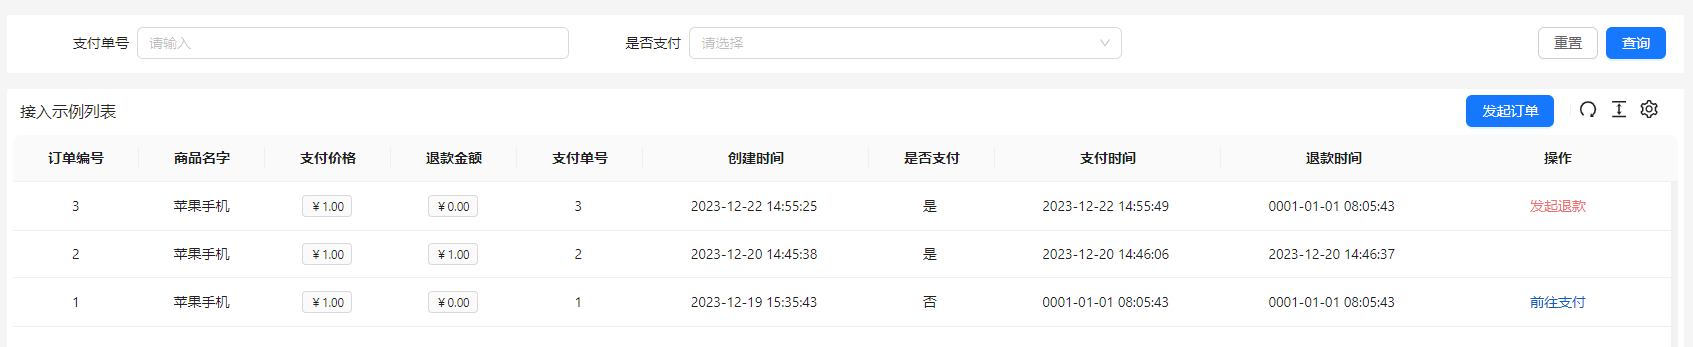 支付单号 请输入 是否支付 请选择 重置 查询
接入示例列表 发起订单
订单编号 商品名字 支付价格 退款金额 支付单号 创建时间 是否支付 支付时间 退款时间 操作
3 苹果手机 ￥1.00 ￥0.00 3 2023-12-22 14:55:25 是 2023-12-22 14:55:49 0001-01-01 08:05:43 发起退款
2 苹果手机 ￥1.00 ￥1.00 2 2023-12-20 14:45:38 是 2023-12-20 14:46:06 2023-12-20 14:46:37
1 苹果手机 ￥1.00 ￥0.00 1 2023-12-19 15:35:43 否 0001-01-01 08:05:43 0001-01-01 08:05:43 前往支付